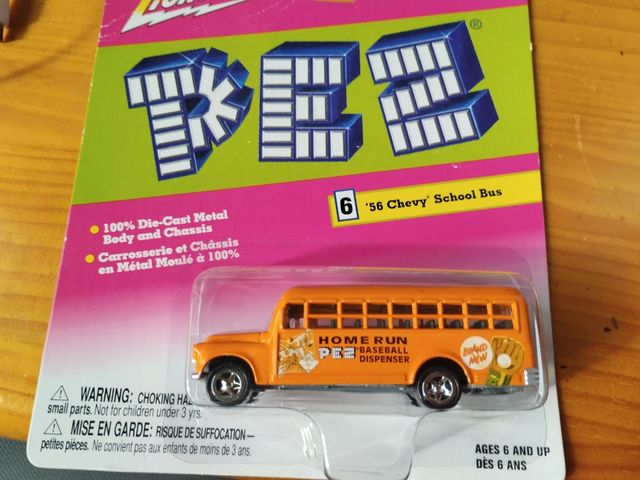 PEZ®
6 '56 Chevy® School Bus
100% Die-Cast Metal
Body and Chassis
Carrosserie et Châssis
en Métal Moulé à 100%
HOME RUN
PEZ® BASEBALL
DISPENSER
BRAND
NEW
WARNING: CHOKING HAZ
small parts. Not for children under 3 yrs.
MISE EN GARDE: RISQUE DE SUFFOCATION—
petites pièces. Ne convient pas aux enfants de moins de 3 ans.
AGES 6 AND UP
DÈS 6 ANS